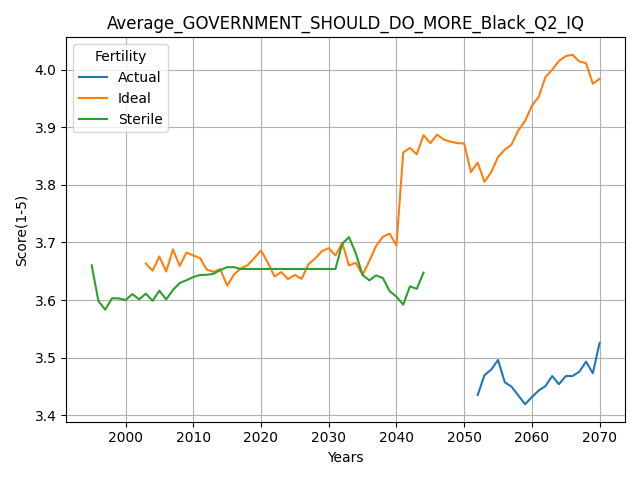 Average_GOVERNMENT_SHOULD_DO_MORE_Black_Q2_IQ
Fertility
Actual
Ideal
Sterile
Score(1-5)
4.0
3.9
3.8
3.7
3.6
3.5
3.4
2000 2010 2020 2030 2040 2050 2060 2070
Years